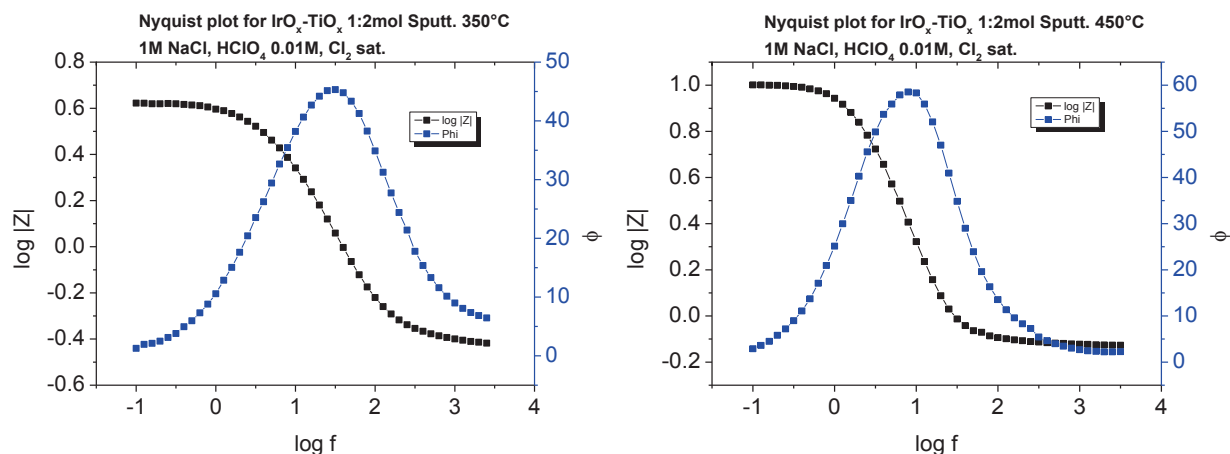 Nyquist plot for IrOx-TiOx 1:2mol Sputt. 350°C
1M NaCl, HClO4 0.01M, Cl2 sat.
0.8
0.6
0.4
0.2
0.0
-0.2
-0.4
-0.6
log |Z|
50
40
30
20
10
0
ϕ
log |Z|
Phi
-1
0
1
2
3
4
log f
Nyquist plot for IrOx-TiOx 1:2mol Sputt. 450°C
1M NaCl, HClO4 0.01M, Cl2 sat.
1.0
0.8
0.6
0.4
0.2
0.0
-0.2
log |Z|
60
50
40
30
20
10
0
ϕ
log |Z|
Phi
-1
0
1
2
3
4
log f